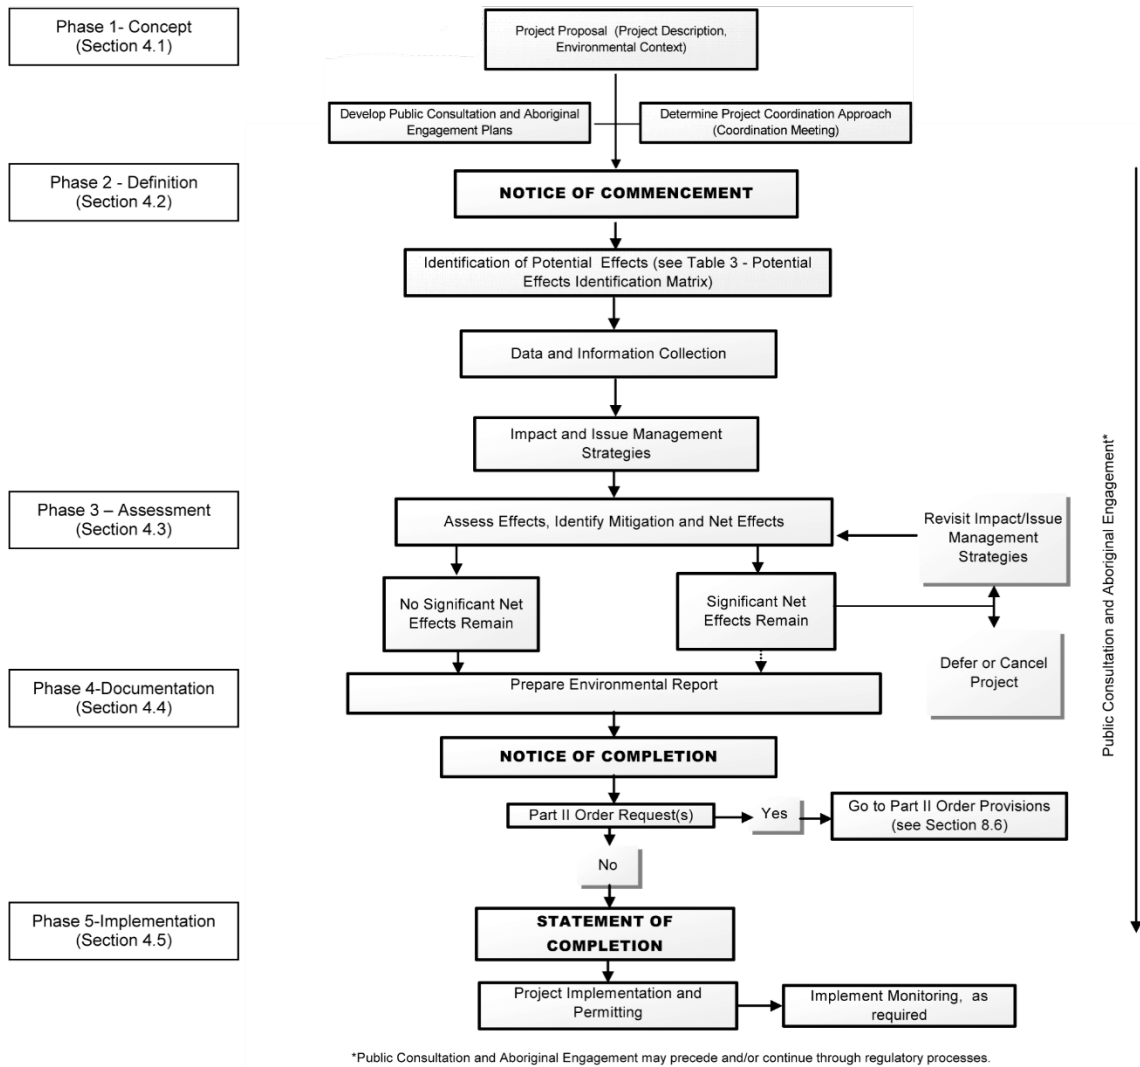 Phase 1- Concept
(Section 4.1)
Project Proposal (Project Description,
Environmental Context)
Develop Public Consultation and Aboriginal
Engagement Plans
Determine Project Coordination Approach
(Coordination Meeting)
Phase 2 - Definition
(Section 4.2)
NOTICE OF COMMENCEMENT
Identification of Potential Effects (see Table 3 - Potential
Effects Identification Matrix)
Data and Information Collection
Impact and Issue Management
Strategies
Phase 3 – Assessment
(Section 4.3)
Assess Effects, Identify Mitigation and Net Effects
Revisit Impact/Issue
Management
Strategies
No Significant Net
Effects Remain
Significant Net
Effects Remain
Defer or Cancel
Project
Public Consultation and Aboriginal Engagement*
Phase 4-Documentation
(Section 4.4)
Prepare Environmental Report
NOTICE OF COMPLETION
Part II Order Request(s)
Yes
Go to Part II Order Provisions
(see Section 8.6)
No
Phase 5-Implementation
(Section 4.5)
STATEMENT OF
COMPLETION
Project Implementation and
Permitting
Implement Monitoring, as
required
*Public Consultation and Aboriginal Engagement may precede and/or continue through regulatory processes.